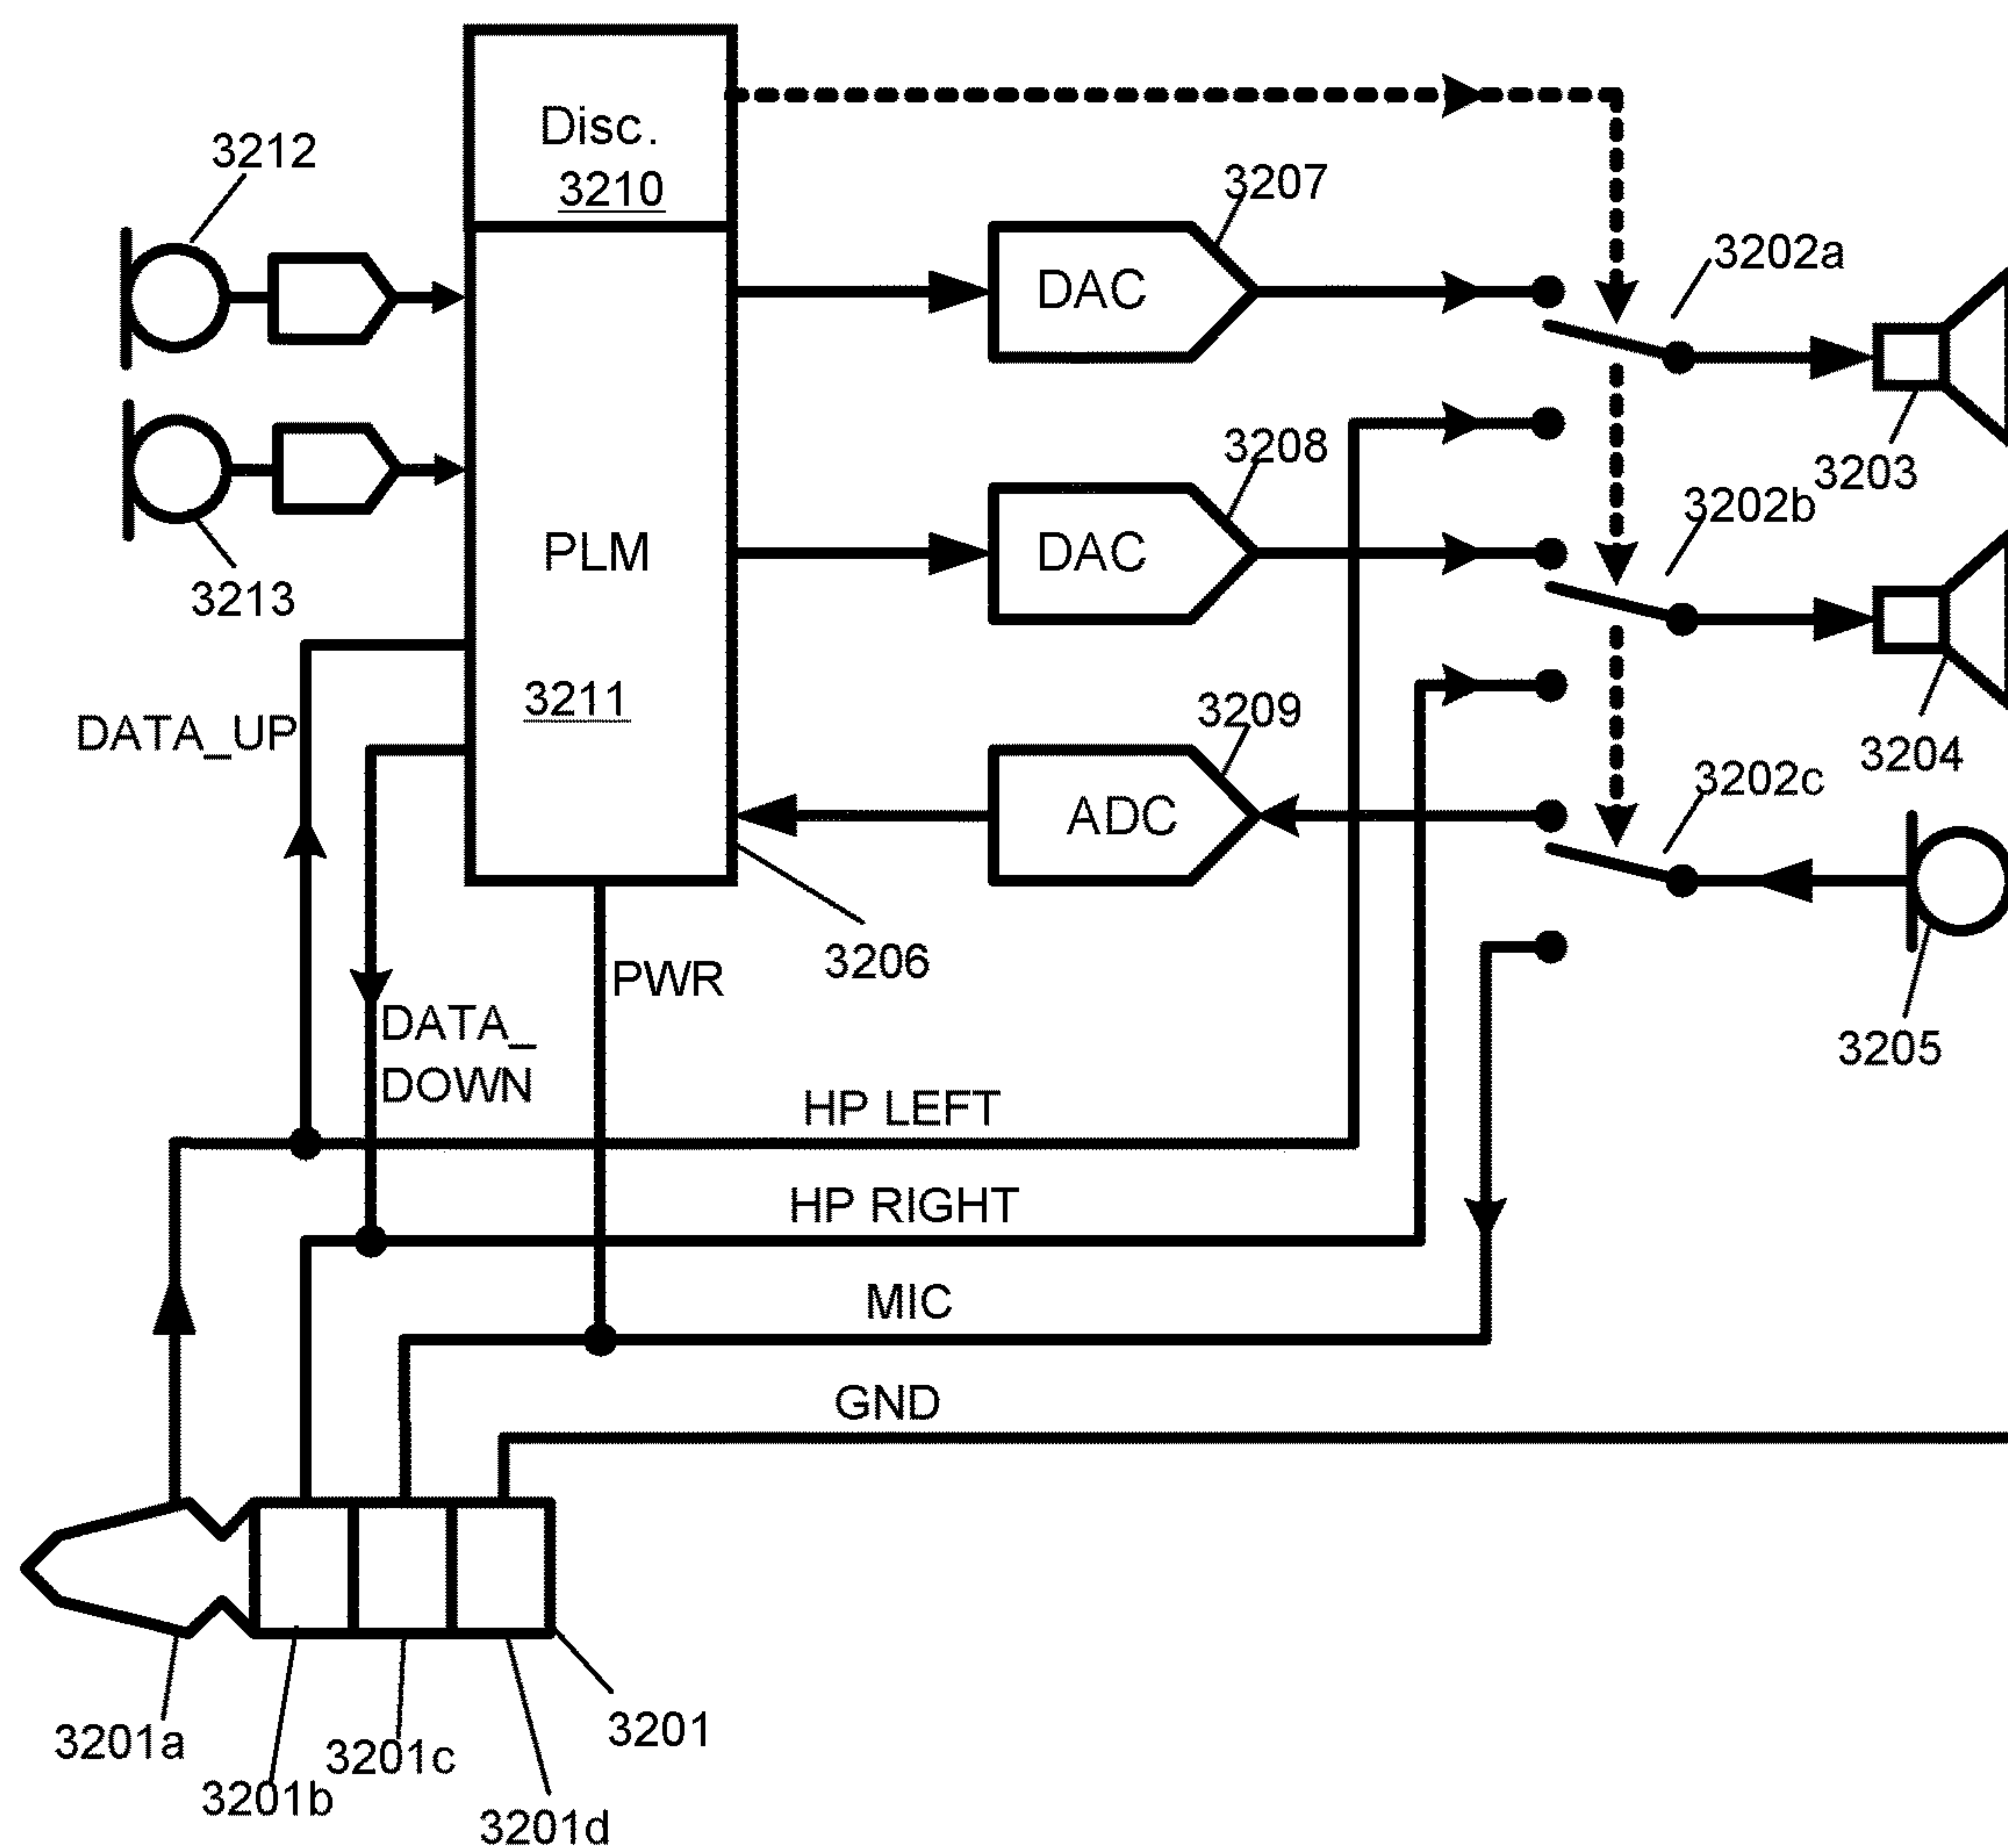 Disc.
3210
3212
3207
3202a
DAC
3203
3208
3202b
3213
PLM
DAC
3211
3209
3204
DATA_UP
3202c
ADC
3206
PWR
DATA_
DOWN
3205
HP LEFT
HP RIGHT
MIC
GND
3201a
3201b
3201c
3201d
3201